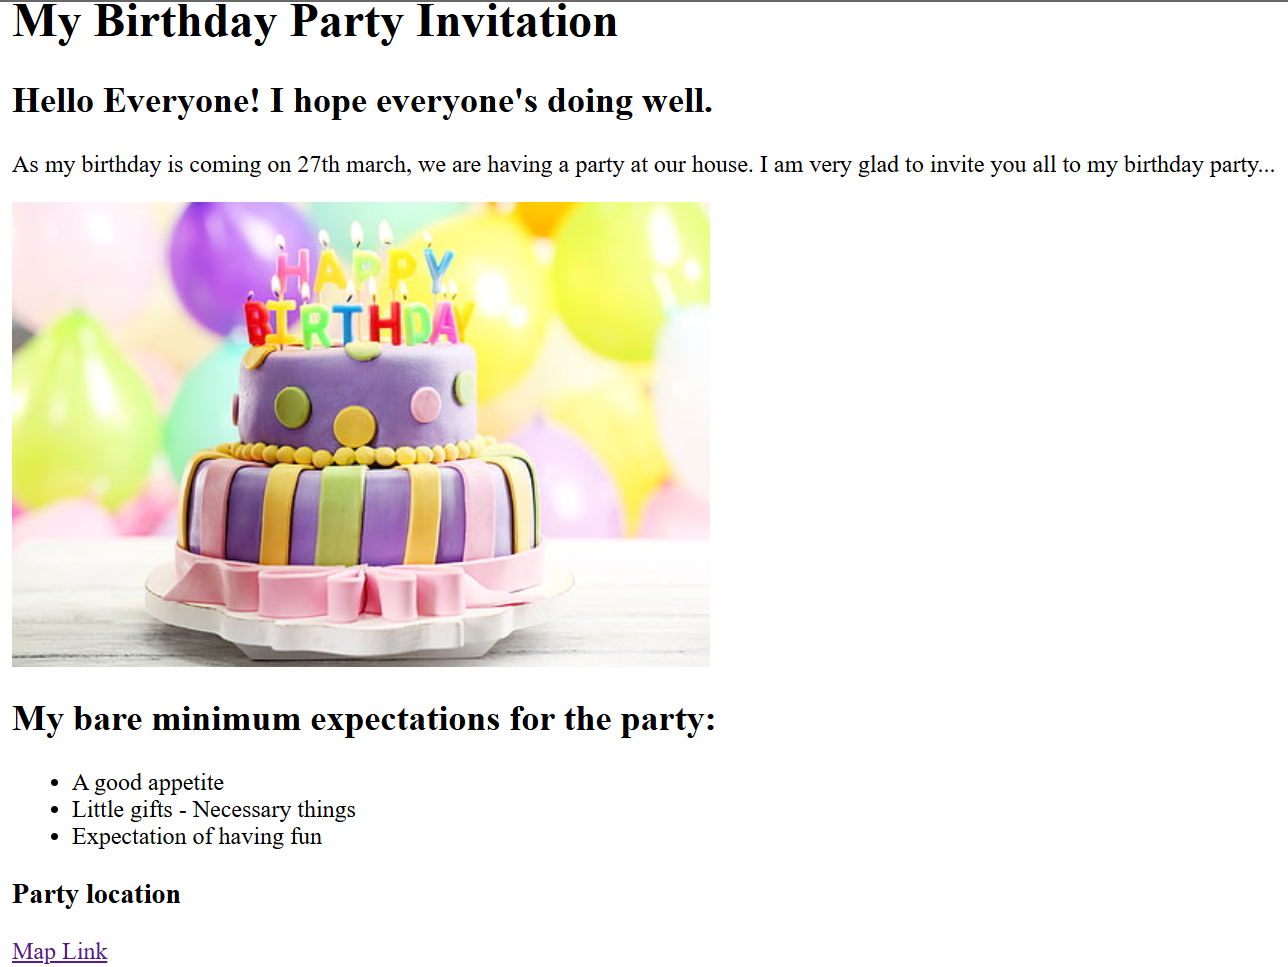 My Birthday Party Invitation
Hello Everyone! I hope everyone's doing well.
As my birthday is coming on 27th march, we are having a party at our house. I am very glad to invite you all to my birthday party...
HAPPY
BIRTHDAY
My bare minimum expectations for the party:
• A good appetite
• Little gifts - Necessary things
• Expectation of having fun
Party location
Map Link